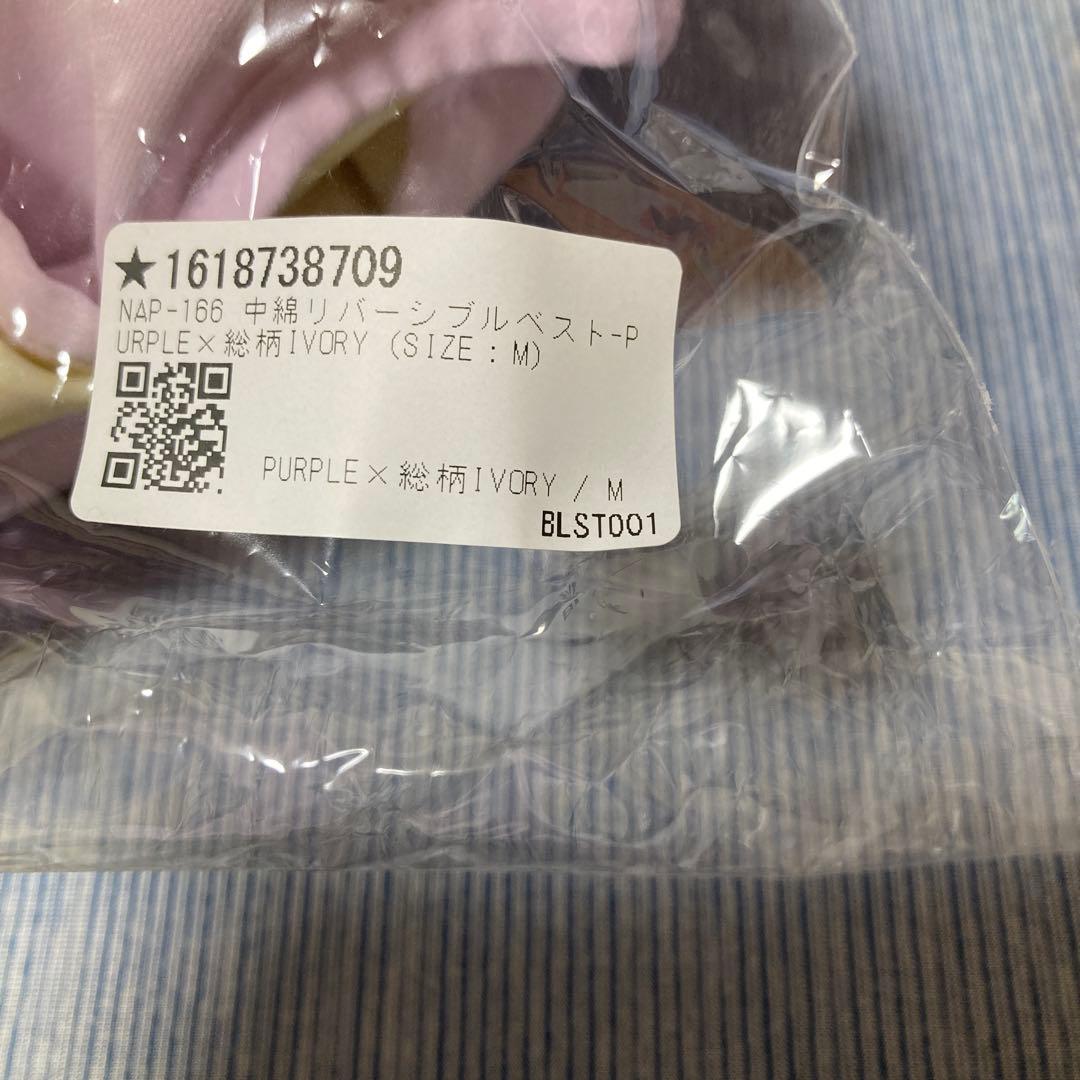 ★1618738709
NAP-166 中綿リバーシブルベスト-P
URPLE×総柄IVORY (SIZE:M)
PURPLE×総柄IVORY / M
BLST001